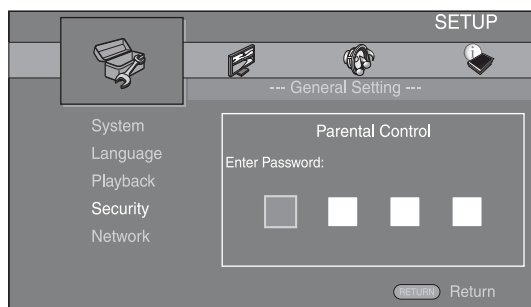 SETUP
--- General Setting ---
System
Language
Playback
Security
Network
Parental Control
Enter Password:
RETURN Return